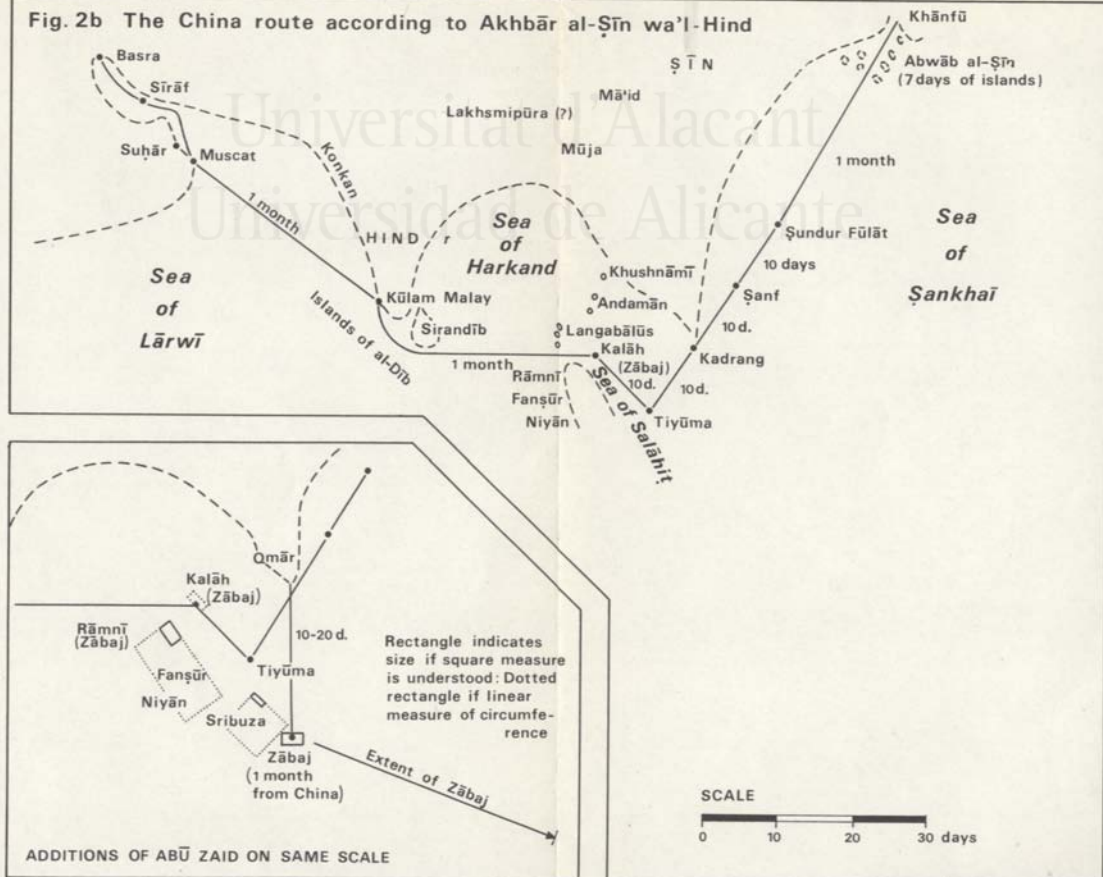 Fig. 2b The China route according to Akhbār al-Ṣīn wa'l-Hind
Khānfū
Basra
Sīrāf
Suḥār
Muscat
Konkan
1 month
ṢĪN
Mā'id
Lakhsmipūra (?)
Mūja
Abwāb al-Ṣīn
(7 days of islands)
1 month
Universitat d'Alacant
Universidad de Alicante
Sea
of
Lārwī
HIND
r
Sea
of
Harkand
Kūlam Malay
Islands of al-Dīb
Sirandīb
1 month
Khushnāmī
Andamān
Langabālūs
Kalāh
(Zābaj)
10d.
Rāmnī
Fanṣūr
Niyān
Sea of Ṣalāhiṭ
Tiyūma
10d.
Kadrang
10d.
Ṣanf
10 days
Ṣundur Fūlāt
Sea
of
Ṣankhaī
Qmār
Kalāh
(Zābaj)
Rāmnī
(Zābaj)
Fanṣūr
Niyān
Tiyūma
10-20 d.
Sribuza
Zābaj
(1 month
from China)
Extent of Zābaj
Rectangle indicates
size if square measure
is understood: Dotted
rectangle if linear
measure of circumfe-
rence
ADDITIONS OF ABŪ ZAID ON SAME SCALE
SCALE
0 10 20 30 days